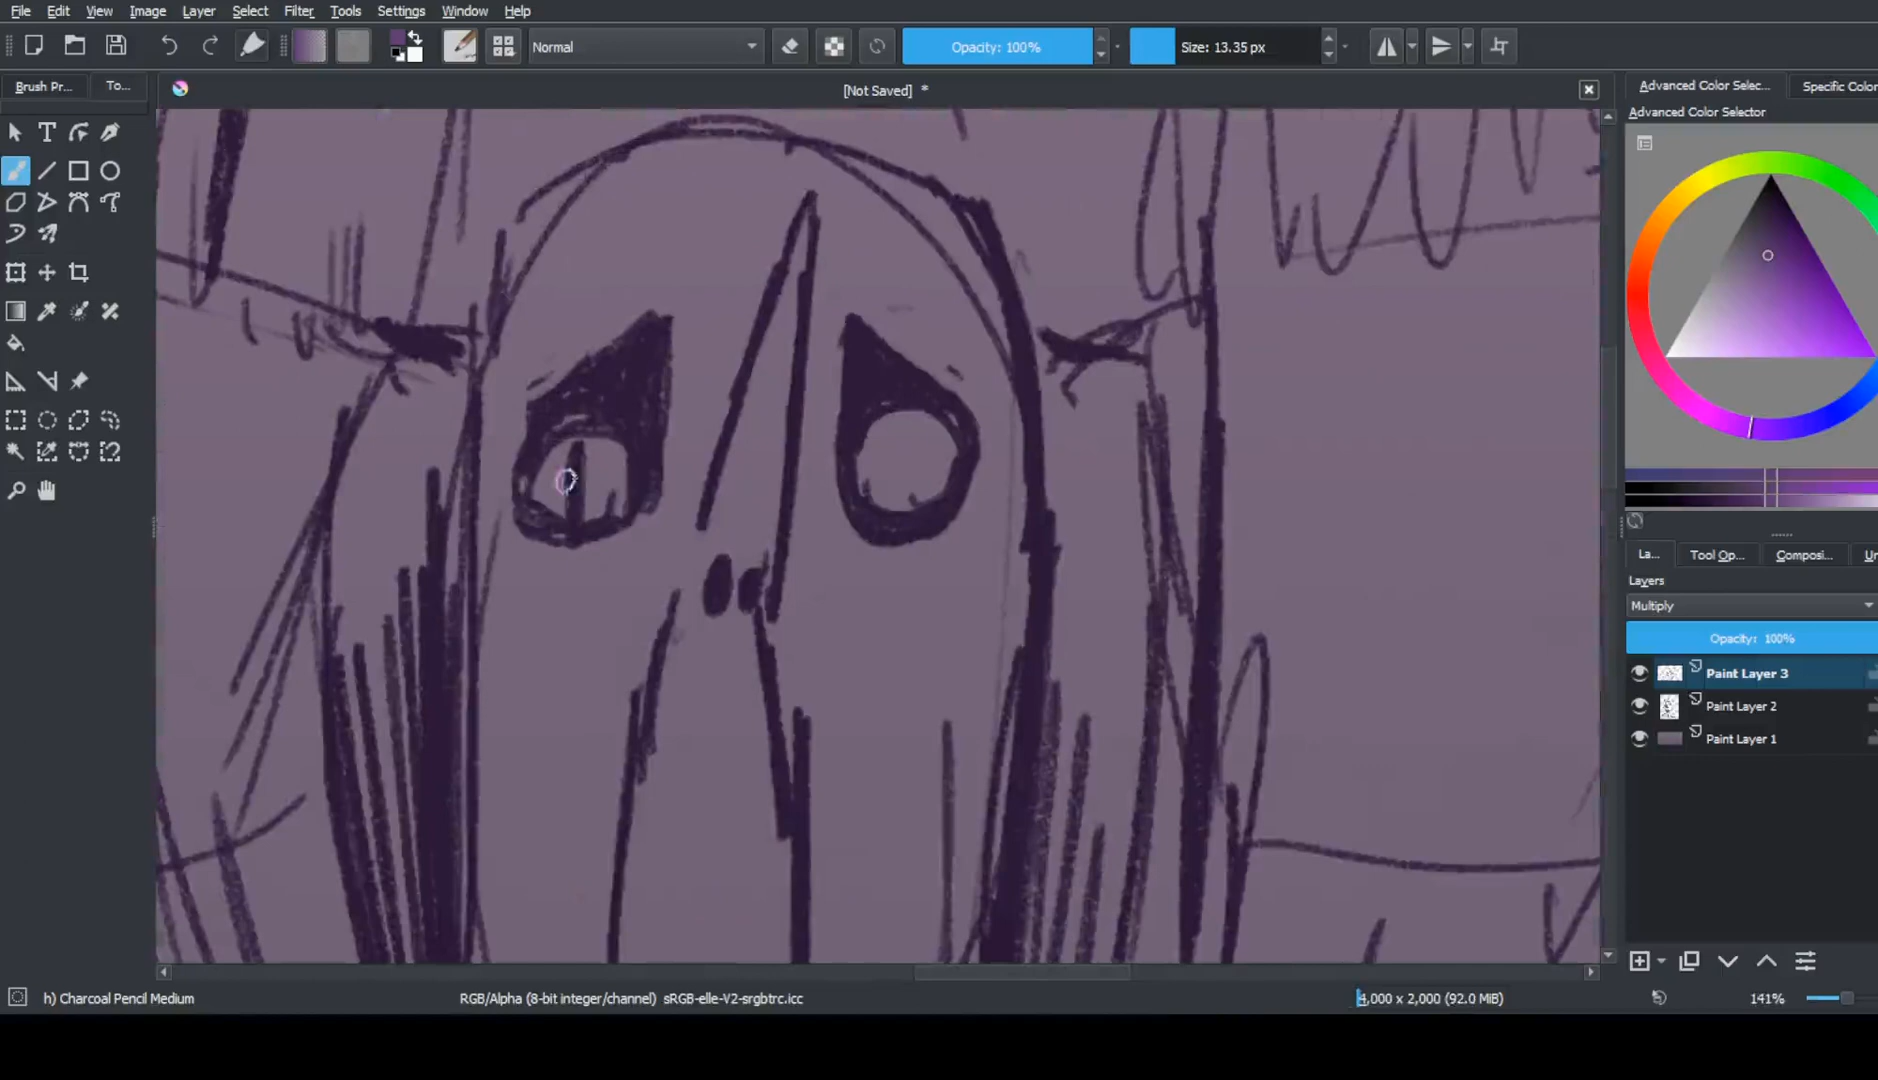 File Edit View Image Layer Select Filter Tools Settings Window Help
Normal Opacity: 100% Size: 13.35 px
Brush Pr... To... [Not Saved] * Advanced Color Selec... Specific Color
Advanced Color Selector
La... Tool Op... Composi... Un
Layers
Multiply
Opacity: 100%
Paint Layer 3
Paint Layer 2
Paint Layer 1
h) Charcoal Pencil Medium RGB/Alpha (8-bit integer/channel) sRGB-elle-V2-srgbtrc.icc 4,000 x 2,000 (92.0 MiB) 141%